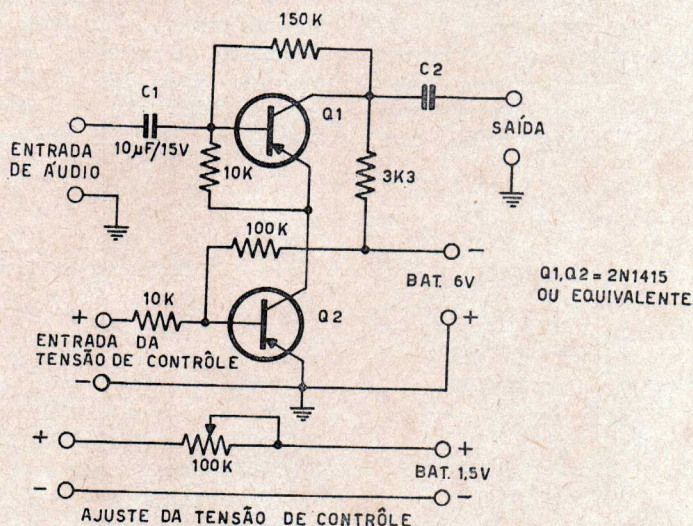 150K
C1
C2
Q1
10µF/15V
ENTRADA
DE ÁUDIO
10K
SAÍDA
3K3
100K
−
BAT. 6V
Q1,Q2 = 2N1415
OU EQUIVALENTE
+
10K
Q2
+
ENTRADA DA
TENSÃO DE CONTRÔLE
−
+
100K
+
BAT. 1,5V
−
−
AJUSTE DA TENSÃO DE CONTRÔLE